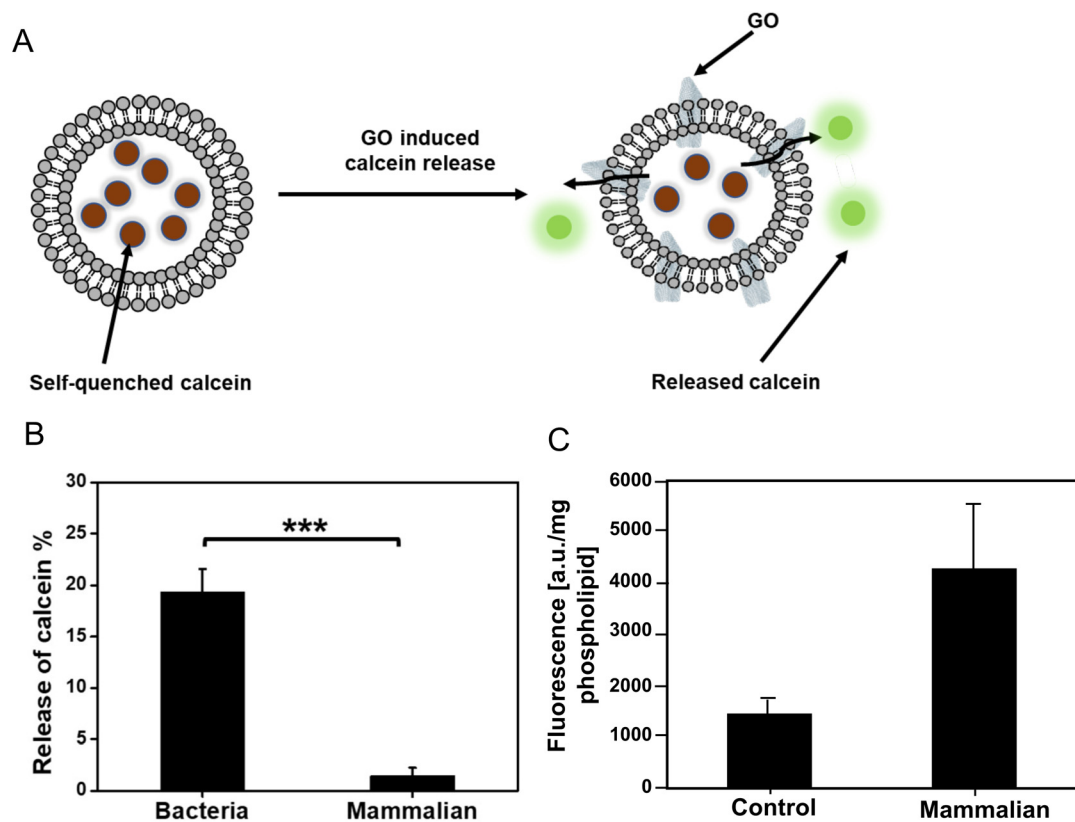 A
GO
GO induced
calcein release
Self-quenched calcein
Released calcein
B
Release of calcein %
30
25
20
15
10
5
0
***
Bacteria
Mammalian
C
Fluorescence [a.u./mg
phospholipid]
6000
5000
4000
3000
2000
1000
0
Control
Mammalian